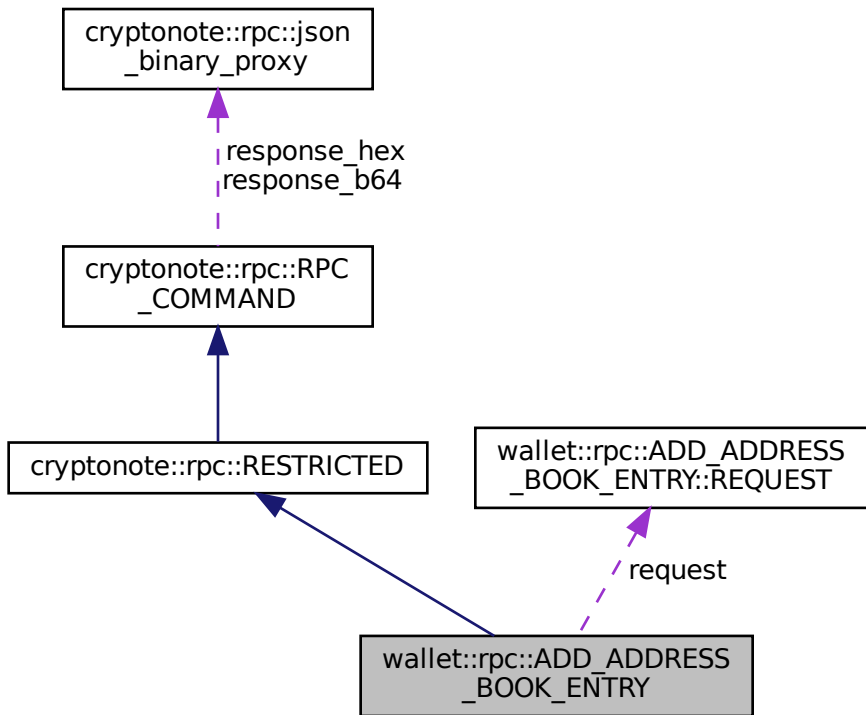 cryptonote::rpc::json
_binary_proxy
response_hex
response_b64
cryptonote::rpc::RPC
_COMMAND
cryptonote::rpc::RESTRICTED
wallet::rpc::ADD_ADDRESS
_BOOK_ENTRY::REQUEST
request
wallet::rpc::ADD_ADDRESS
_BOOK_ENTRY